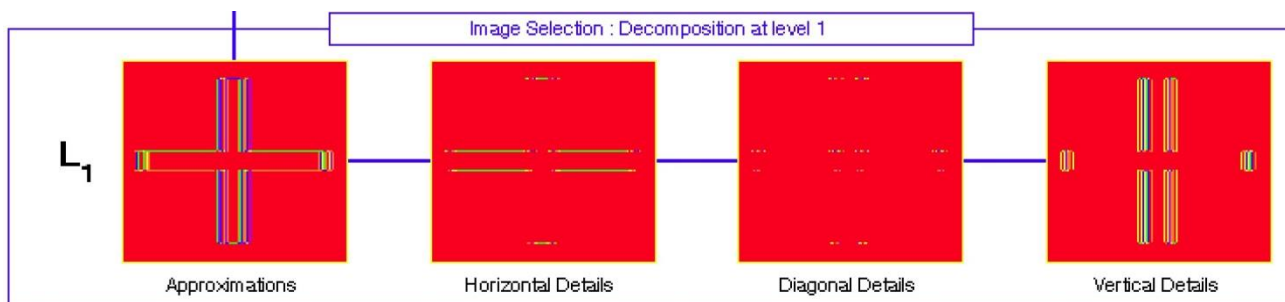 Image Selection : Decomposition at level 1
L1
Approximations
Horizontal Details
Diagonal Details
Vertical Details